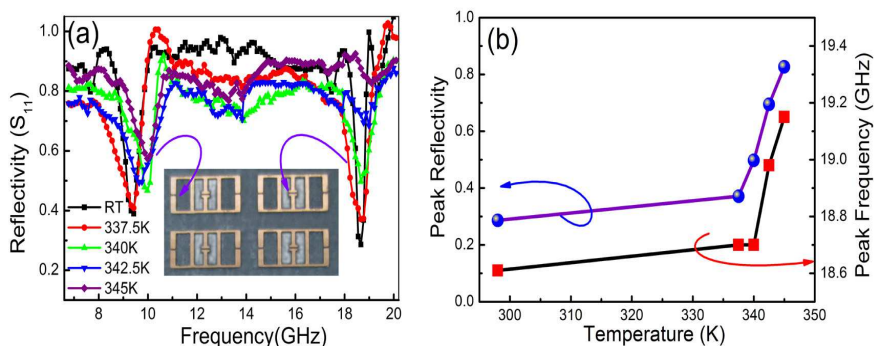 (a)
Reflectivity (S11)
1.0
0.8
0.6
0.4
1.0
0.2
RT
337.5K
340K
342.5K
345K
8
10
12
14
16
18
20
Frequency(GHz)
(b)
Peak Reflectivity
1.0
0.8
0.6
0.4
0.2
0.0
300
310
320
330
340
350
Temperature (K)
19.4
19.2
19.0
18.8
18.6
Peak Frequency (GHz)